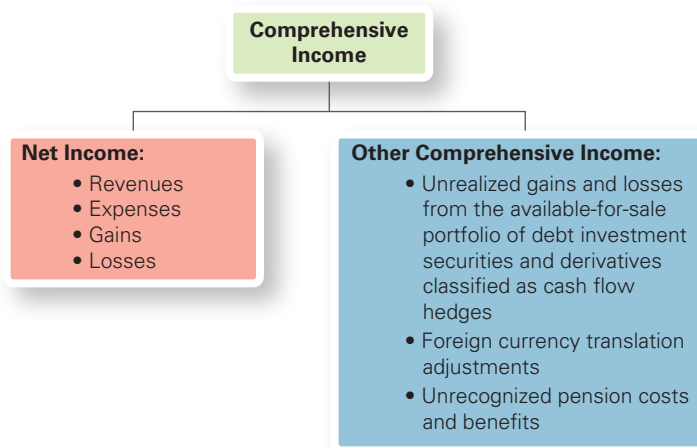 Comprehensive
Income
Net Income:
• Revenues
• Expenses
• Gains
• Losses
Other Comprehensive Income:
• Unrealized gains and losses
from the available-for-sale
portfolio of debt investment
securities and derivatives
classified as cash flow
hedges
• Foreign currency translation
adjustments
• Unrecognized pension costs
and benefits